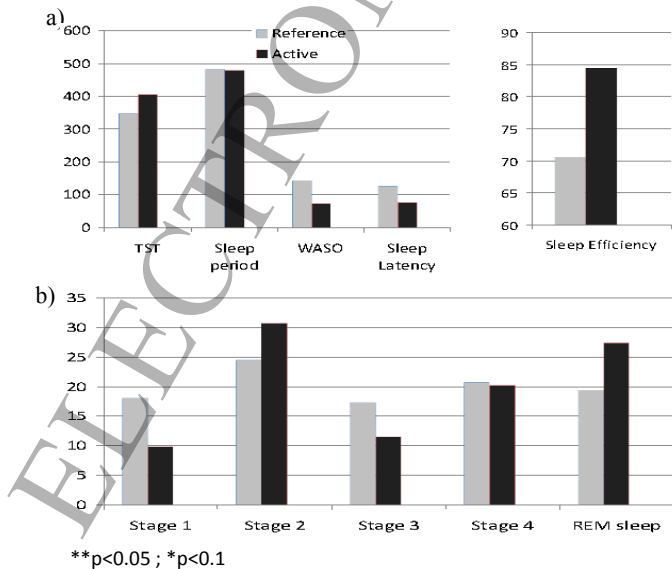 a)
600
500
400
300
200
100
0
Reference
Active
TST
Sleep period
WASO
Sleep Latency
90
85
80
75
70
65
60
Sleep Efficiency
b)
35
30
25
20
15
10
5
0
Stage 1
Stage 2
Stage 3
Stage 4
REM sleep
**p<0.05 ; *p<0.1
ELECTRO